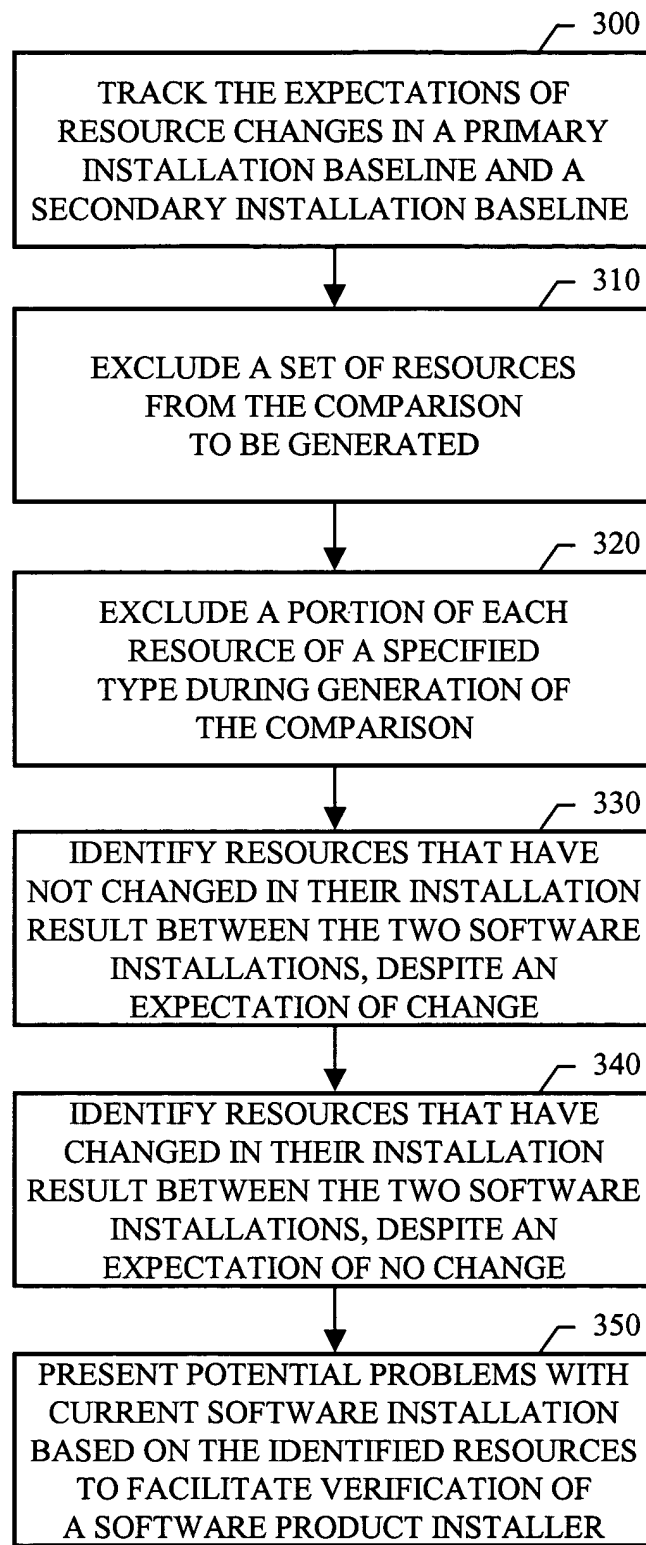 300
TRACK THE EXPECTATIONS OF
RESOURCE CHANGES IN A PRIMARY
INSTALLATION BASELINE AND A
SECONDARY INSTALLATION BASELINE
310
EXCLUDE A SET OF RESOURCES
FROM THE COMPARISON
TO BE GENERATED
320
EXCLUDE A PORTION OF EACH
RESOURCE OF A SPECIFIED
TYPE DURING GENERATION OF
THE COMPARISON
330
IDENTIFY RESOURCES THAT HAVE
NOT CHANGED IN THEIR INSTALLATION
RESULT BETWEEN THE TWO SOFTWARE
INSTALLATIONS, DESPITE AN
EXPECTATION OF CHANGE
340
IDENTIFY RESOURCES THAT HAVE
CHANGED IN THEIR INSTALLATION
RESULT BETWEEN THE TWO SOFTWARE
INSTALLATIONS, DESPITE AN
EXPECTATION OF NO CHANGE
350
PRESENT POTENTIAL PROBLEMS WITH
CURRENT SOFTWARE INSTALLATION
BASED ON THE IDENTIFIED RESOURCES
TO FACILITATE VERIFICATION OF
A SOFTWARE PRODUCT INSTALLER